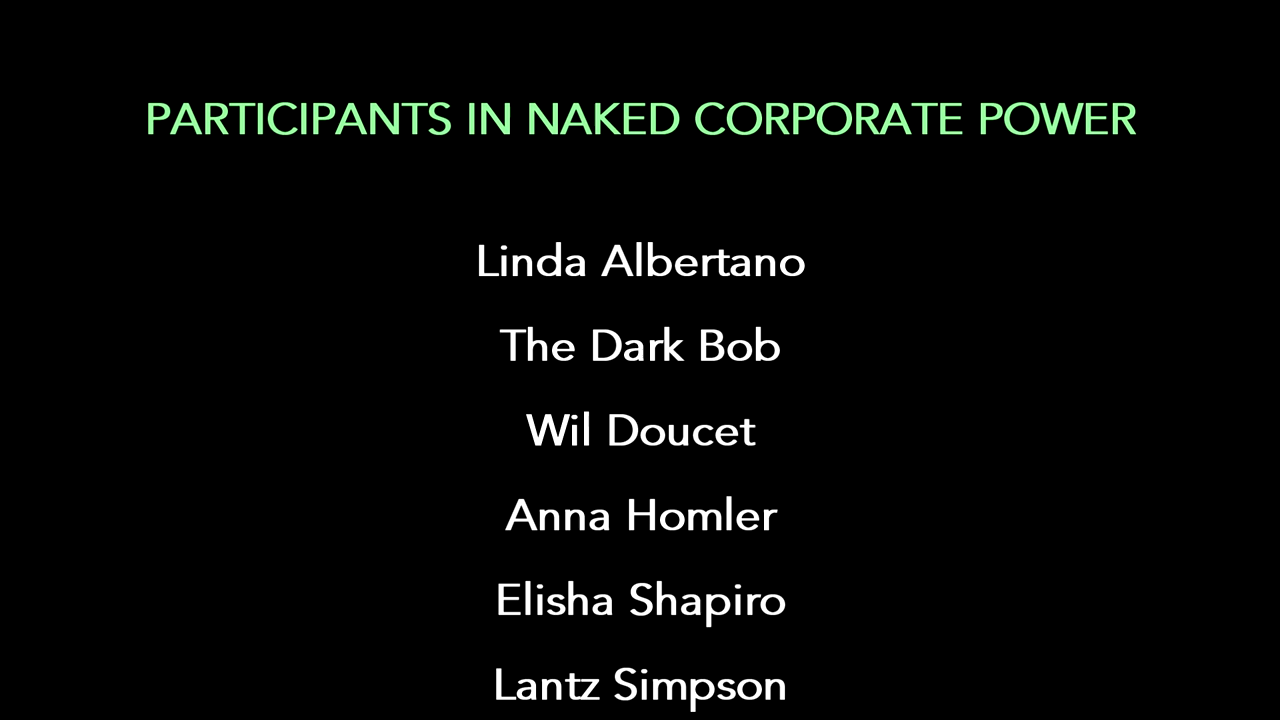 PARTICIPANTS IN NAKED CORPORATE POWER
Linda Albertano
The Dark Bob
Wil Doucet
Anna Homler
Elisha Shapiro
Lantz Simpson